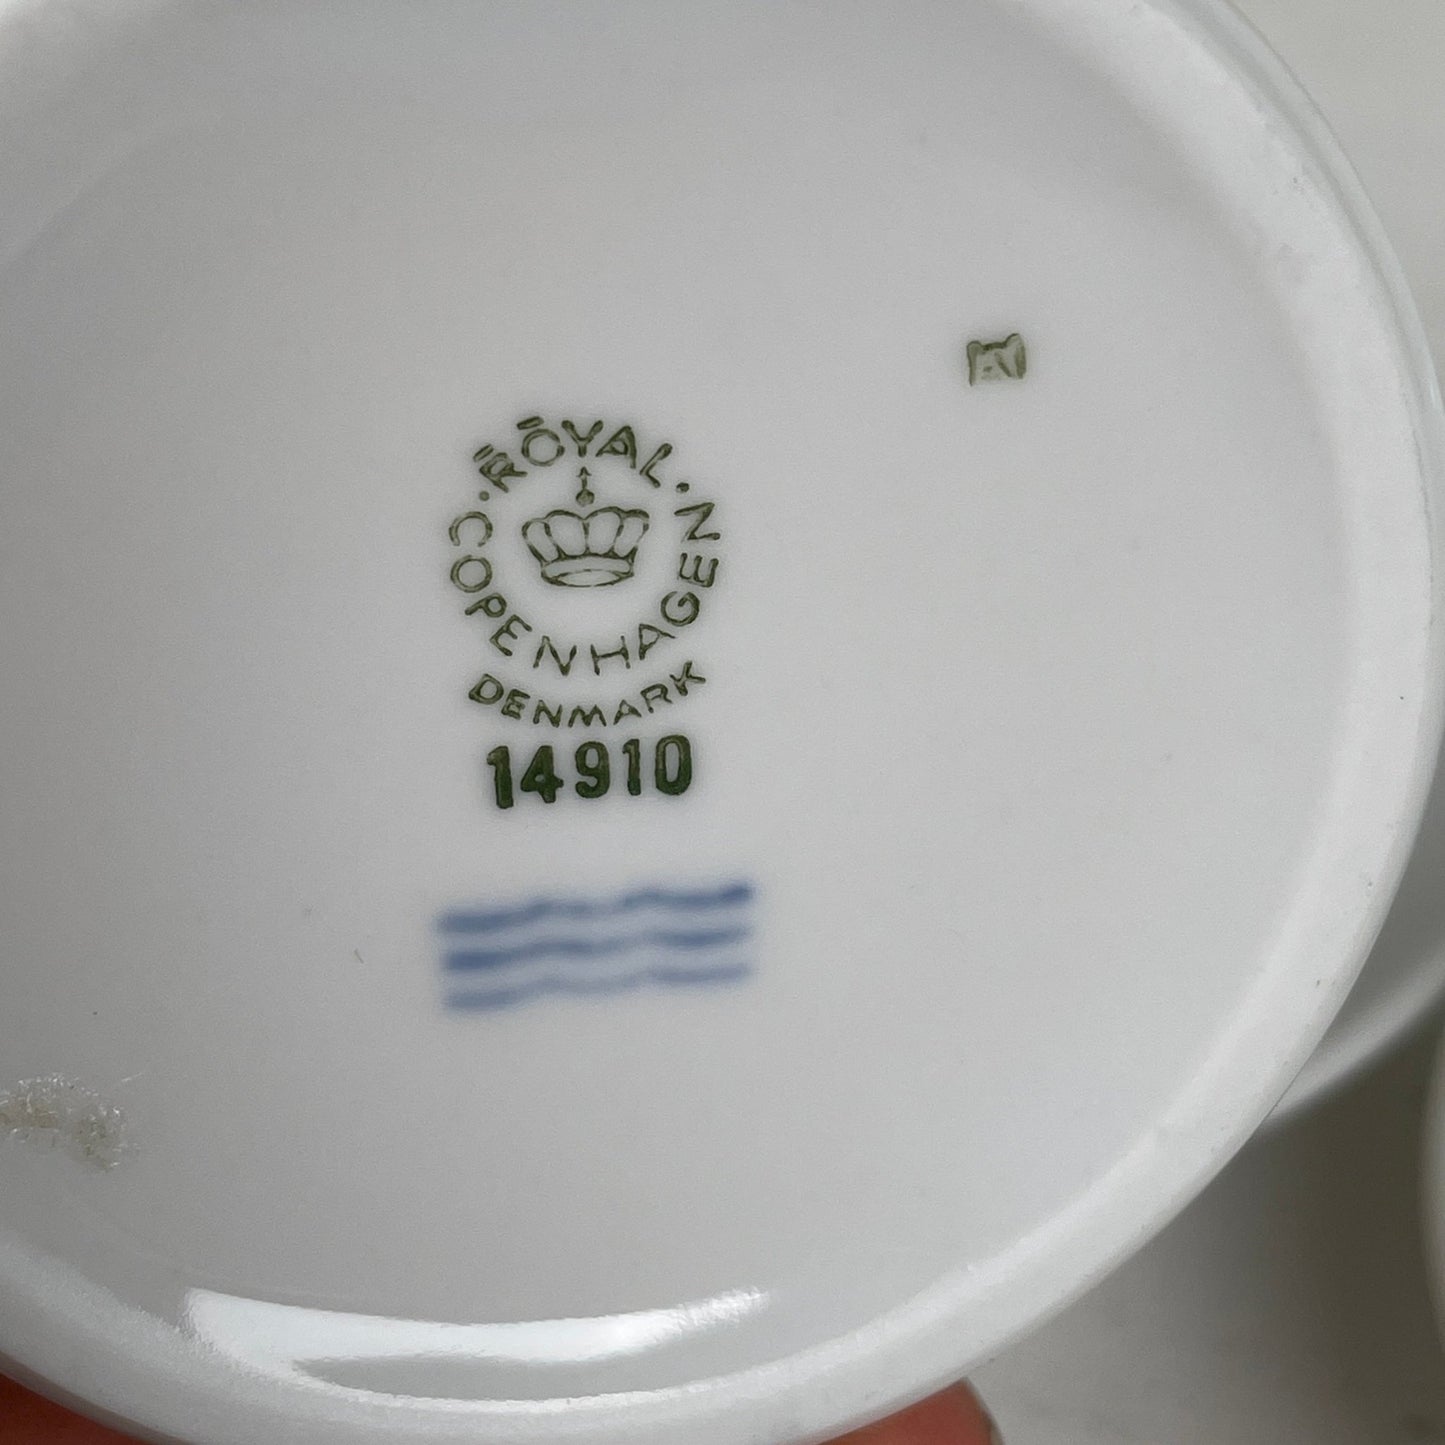 ROYAL
COPENHAGEN
DENMARK
14910